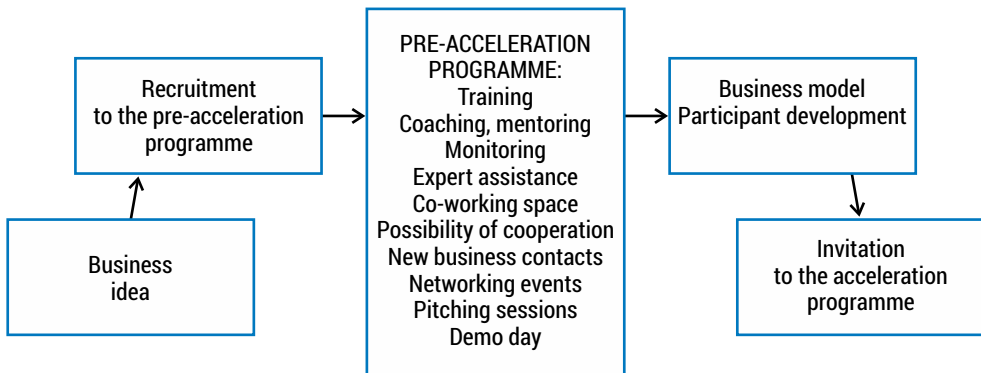 Business
idea
Recruitment
to the pre-acceleration
programme
PRE-ACCELERATION
PROGRAMME:
Training
Coaching, mentoring
Monitoring
Expert assistance
Co-working space
Possibility of cooperation
New business contacts
Networking events
Pitching sessions
Demo day
Business model
Participant development
Invitation
to the acceleration
programme